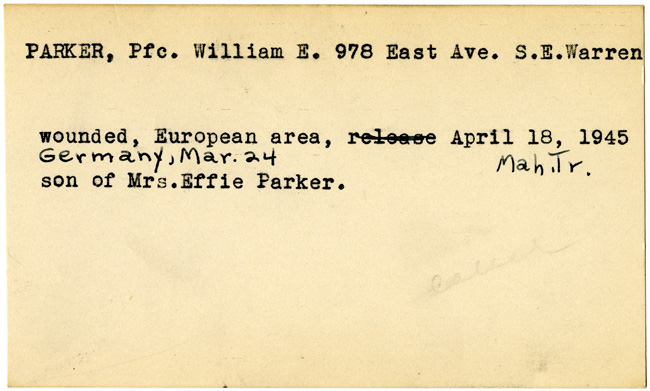 PARKER, Pfc. William E. 978 East Ave. S.E.Warren
wounded, European area, release April 18, 1945
Germany, Mar. 24 Mah.Tr.
son of Mrs.Effie Parker.